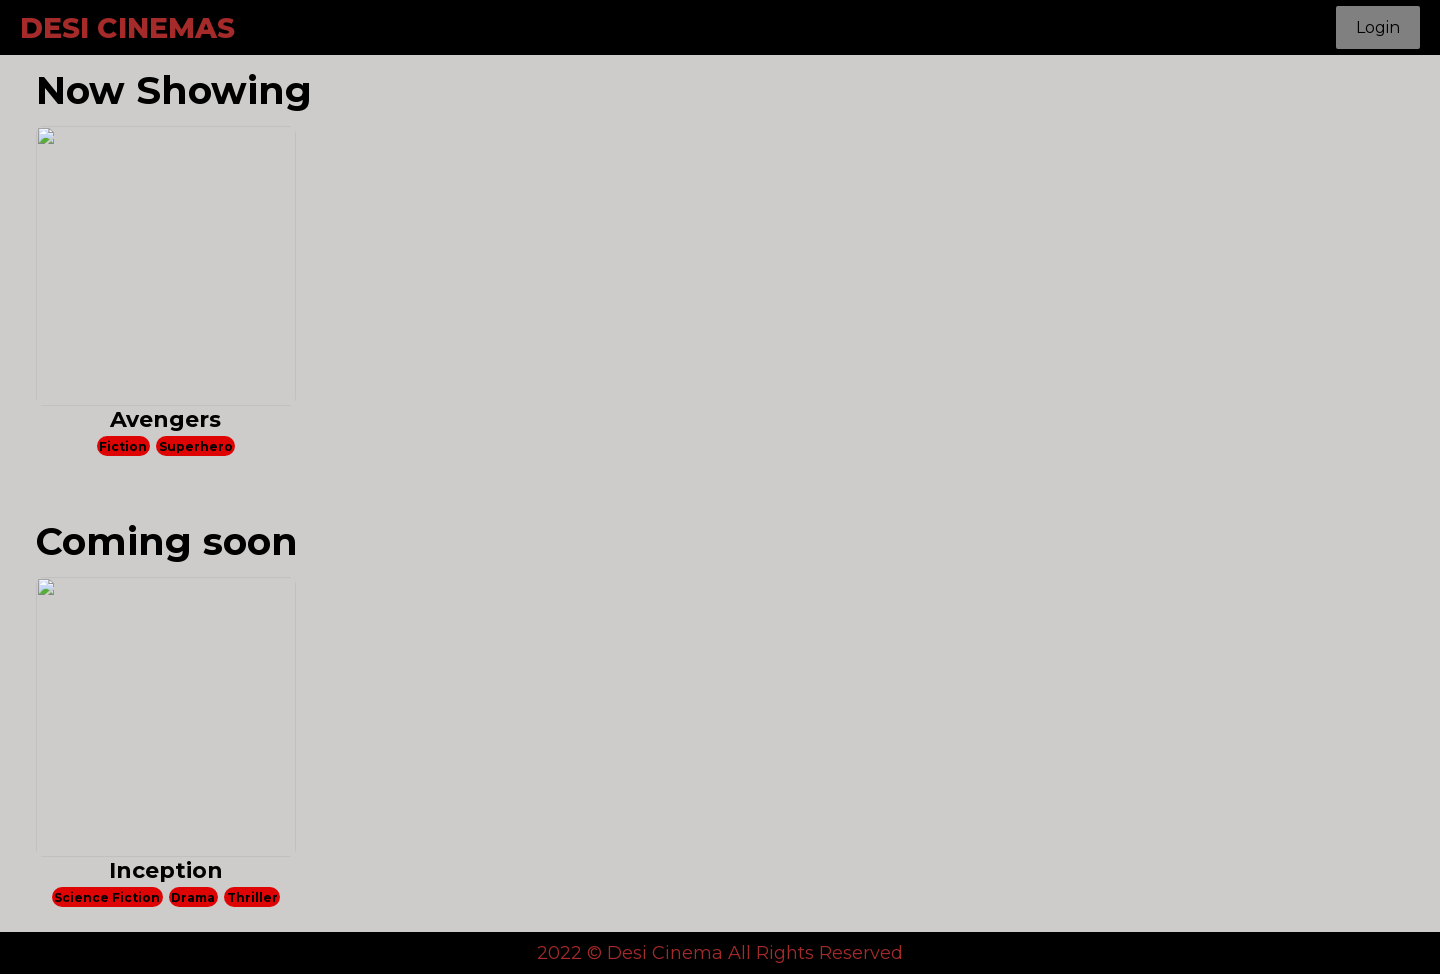 DESI CINEMAS
Login
Now Showing
Avengers
Fiction Superhero
Coming soon
Inception
Science Fiction Drama Thriller
2022 © Desi Cinema All Rights Reserved